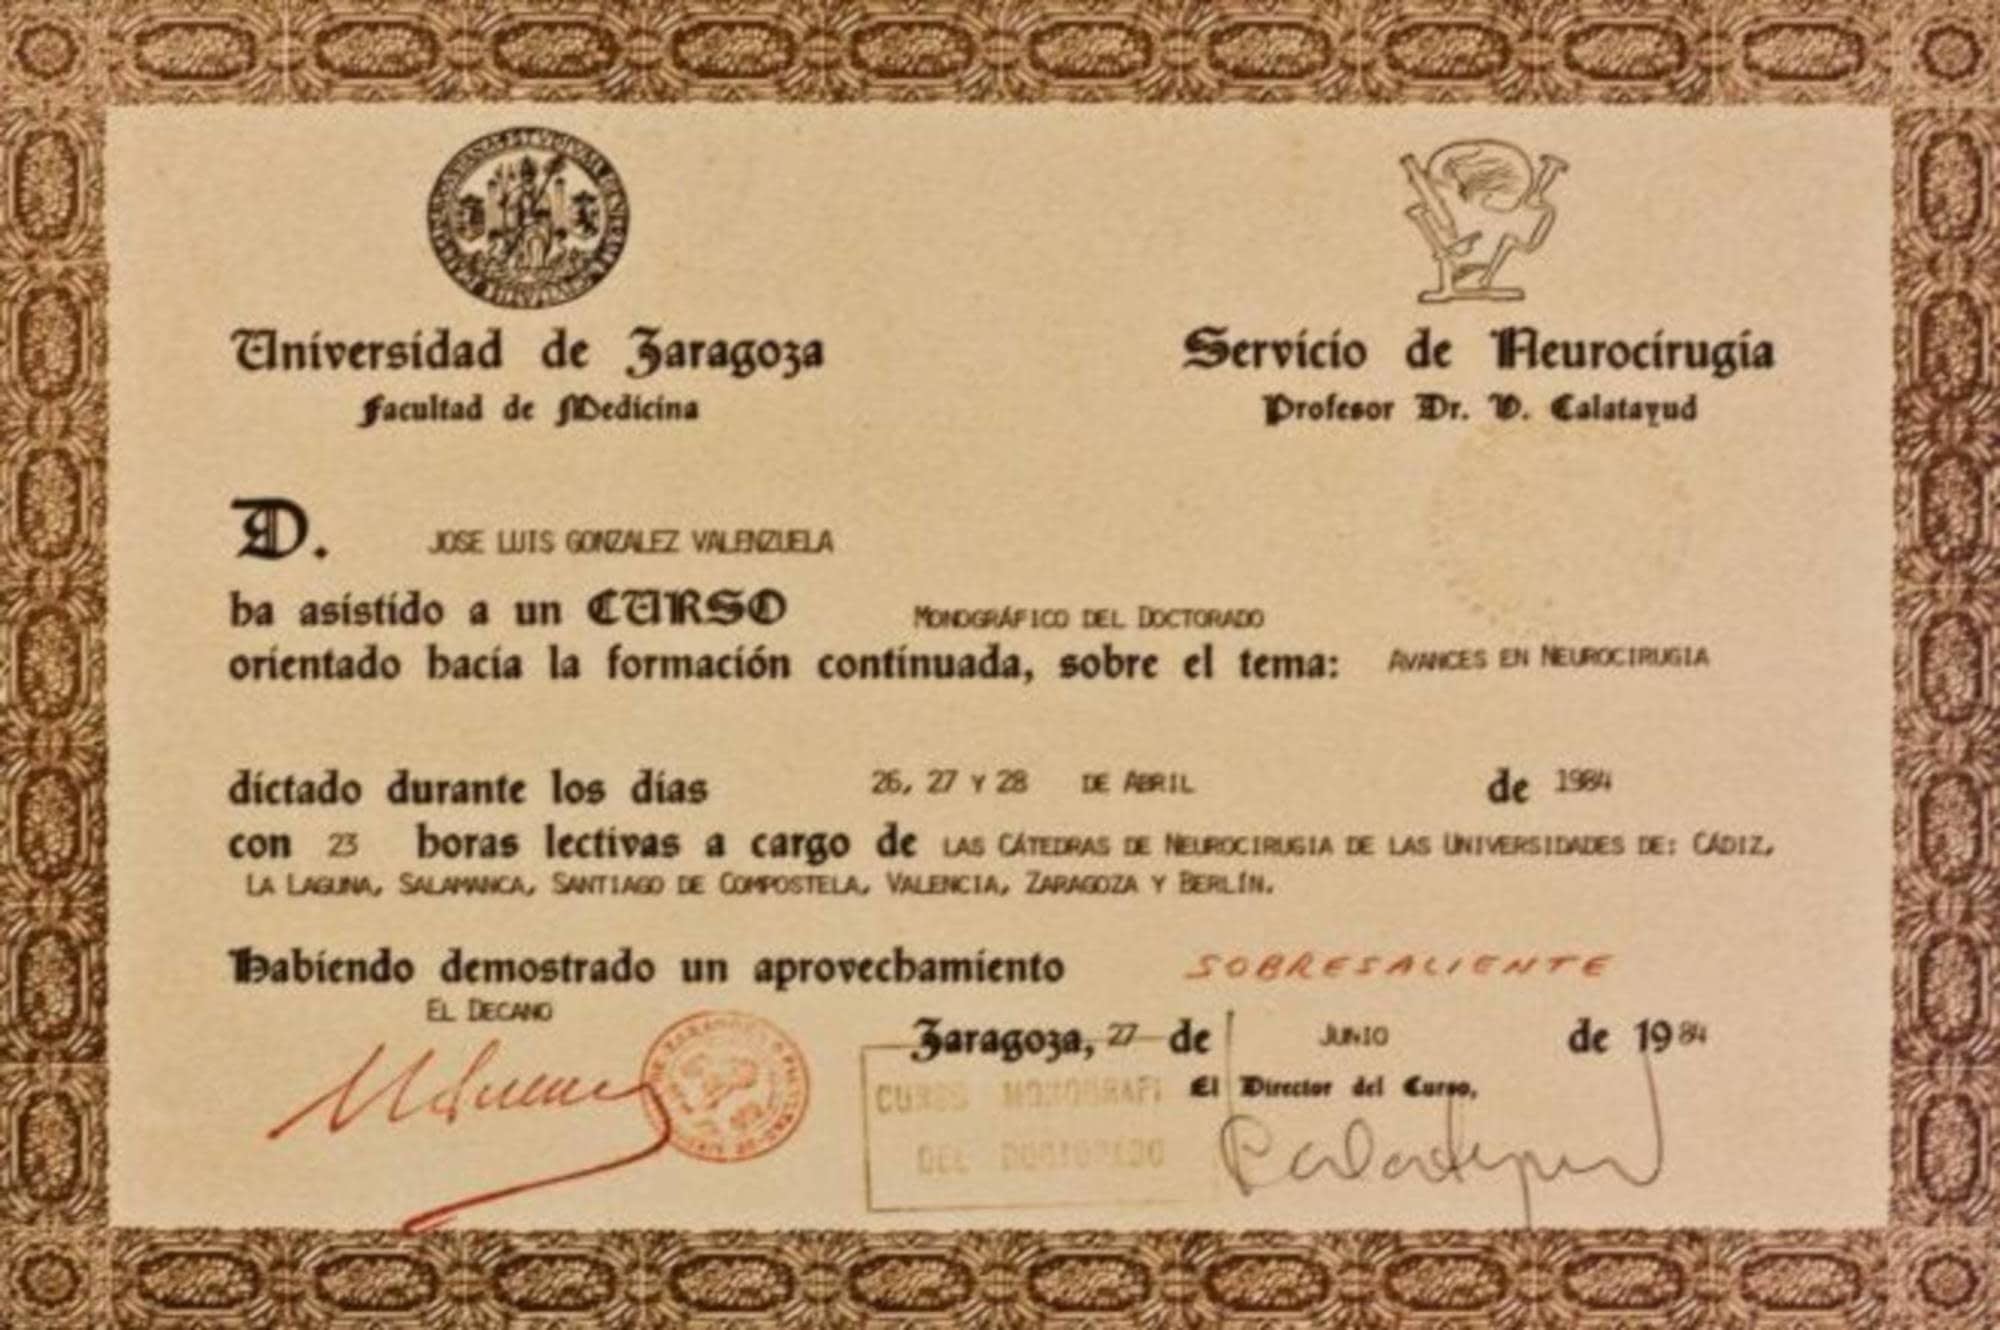 Universidad de Zaragoza
Facultad de Medicina
Servicio de Neurocirugía
Profesor Dr. V. Calatayud
D. JOSE LUIS GONZALEZ VALENZUELA
ha asistido a un CURSO MONOGRÁFICO DEL DOCTORADO
orientado hacia la formación continuada, sobre el tema: AVANCES EN NEUROCIRUGIA
dictado durante los días 26, 27 Y 28 DE ABRIL de 1984
con 23 horas lectivas a cargo de LAS CÁTEDRAS DE NEUROCIRUGIA DE LAS UNIVERSIDADES DE: CÁDIZ,
LA LAGUNA, SALAMANCA, SANTIAGO DE COMPOSTELA, VALENCIA, ZARAGOZA Y BERLÍN.
Habiendo demostrado un aprovechamiento SOBRESALIENTE
EL DECANO
Zaragoza, 27 de JUNIO de 1984
El Director del Curso,
CURSO MONOGRAFI
DEL DOCTORADO
Calatayud